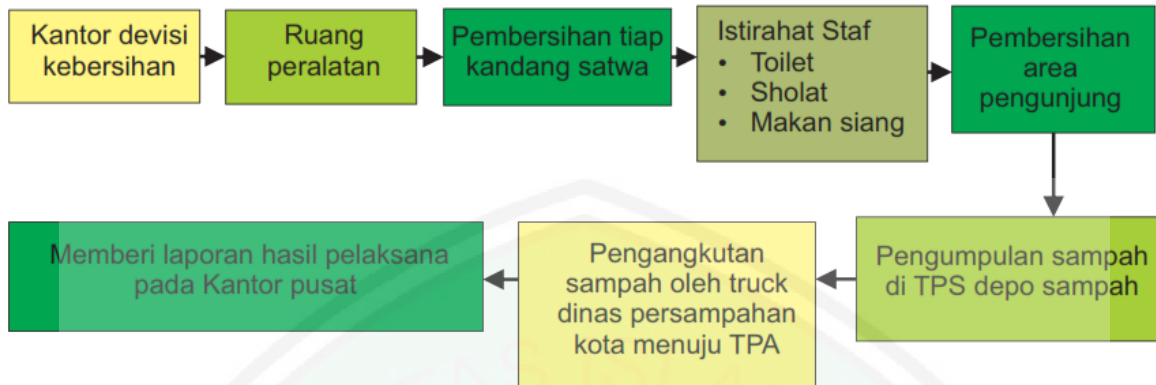 Kantor devisi
kebersihan
Ruang
peralatan
Pembersihan tiap
kandang satwa
Istirahat Staf
• Toilet
• Sholat
• Makan siang
Pembersihan
area
pengunjung
Pengumpulan sampah
di TPS depo sampah
Pengangkutan
sampah oleh truck
dinas persampahan
kota menuju TPA
Memberi laporan hasil pelaksana
pada Kantor pusat